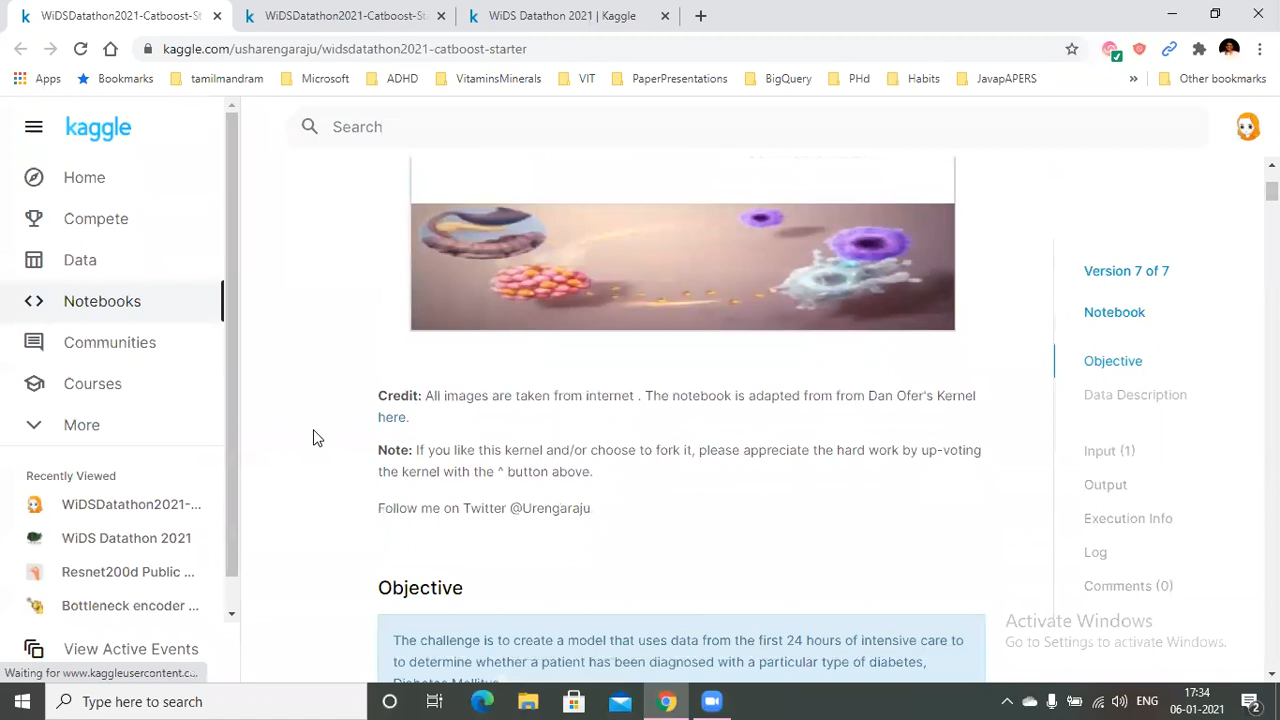 WiDSDatathon2021-Catboost-St
WiDSDatathon2021-Catboost-Sta
WiDS Datathon 2021 | Kaggle
kaggle.com/usharengaraju/widsdatathon2021-catboost-starter
Apps Bookmarks tamilmandram Microsoft ADHD VitaminsMinerals VIT PaperPresentations BigQuery PHd Habits JavapAPERS » Other bookmarks
kaggle
Search
Home
Compete
Data
Notebooks
Communities
Courses
More
Recently Viewed
WiDSDatathon2021-...
WiDS Datathon 2021
Resnet200d Public ...
Bottleneck encoder ...
View Active Events
Waiting for www.kaggleusercontent.co...
Credit: All images are taken from internet . The notebook is adapted from from Dan Ofer's Kernel
here.
Note: If you like this kernel and/or choose to fork it, please appreciate the hard work by up-voting
the kernel with the ^ button above.
Follow me on Twitter @Urengaraju
Objective
The challenge is to create a model that uses data from the first 24 hours of intensive care to
to determine whether a patient has been diagnosed with a particular type of diabetes,
Diabetes Mellitus
Version 7 of 7
Notebook
Objective
Data Description
Input (1)
Output
Execution Info
Log
Comments (0)
Activate Windows
Go to Settings to activate Windows.
Type here to search
ENG
17:34
06-01-2021
2